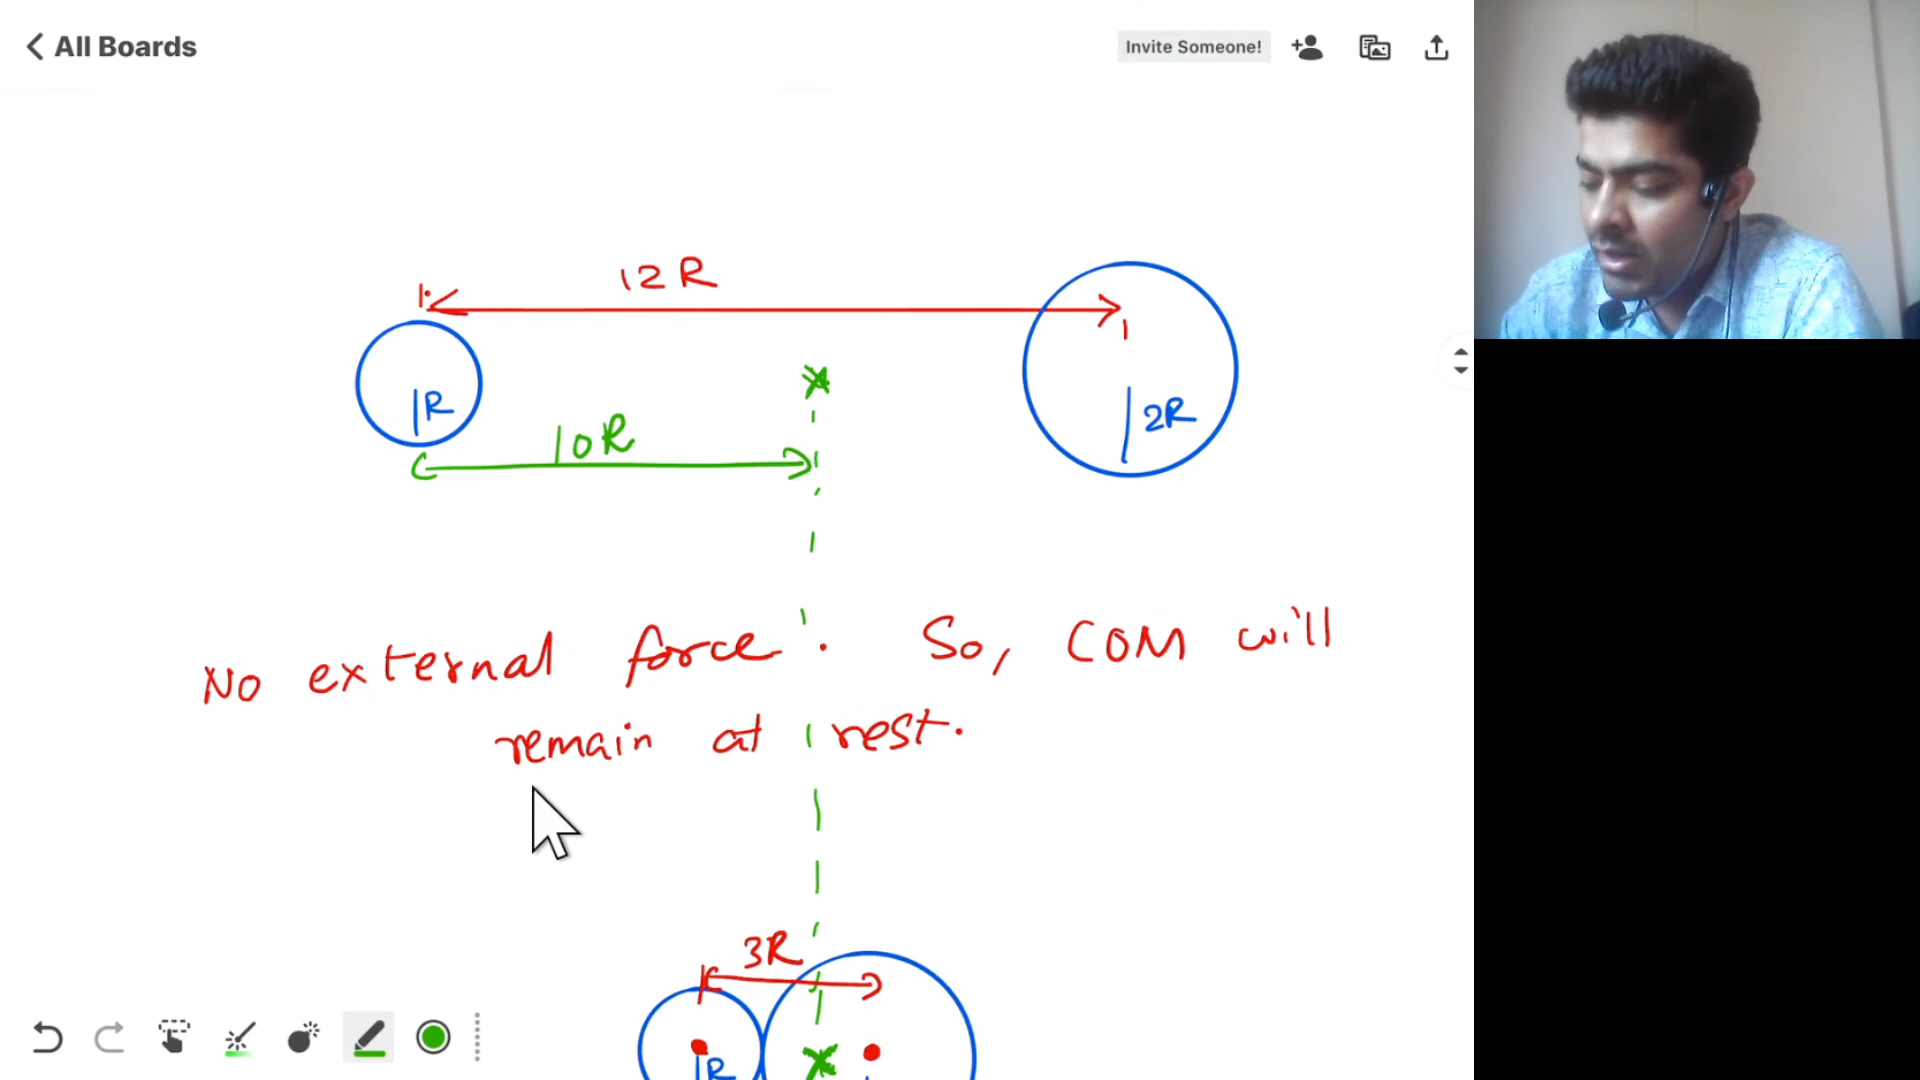 All Boards
Invite Someone!
12R
R
2R
10R
No external force. So, COM will
remain at rest.
3R
R